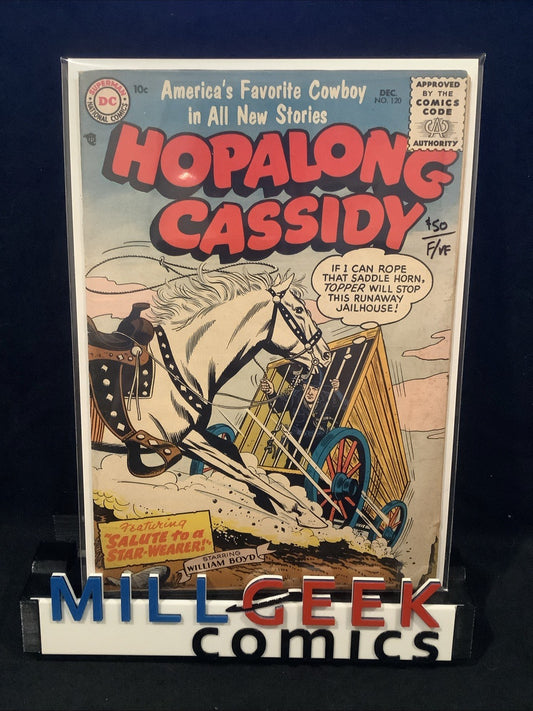 SUPERMAN
DC
NATIONAL COMICS
10c
America's Favorite Cowboy
in All New Stories
DEC.
NO. 120
APPROVED
BY THE
COMICS
CODE
AUTHORITY
HOPALONG
CASSIDY
$50
F/VF
IF I CAN ROPE
THAT SADDLE HORN,
TOPPER WILL STOP
THIS RUNAWAY
JAILHOUSE!
Featuring
"SALUTE to a
STAR-WEARER!"
STARRING
WILLIAM BOYD
MILLGEEK
comics